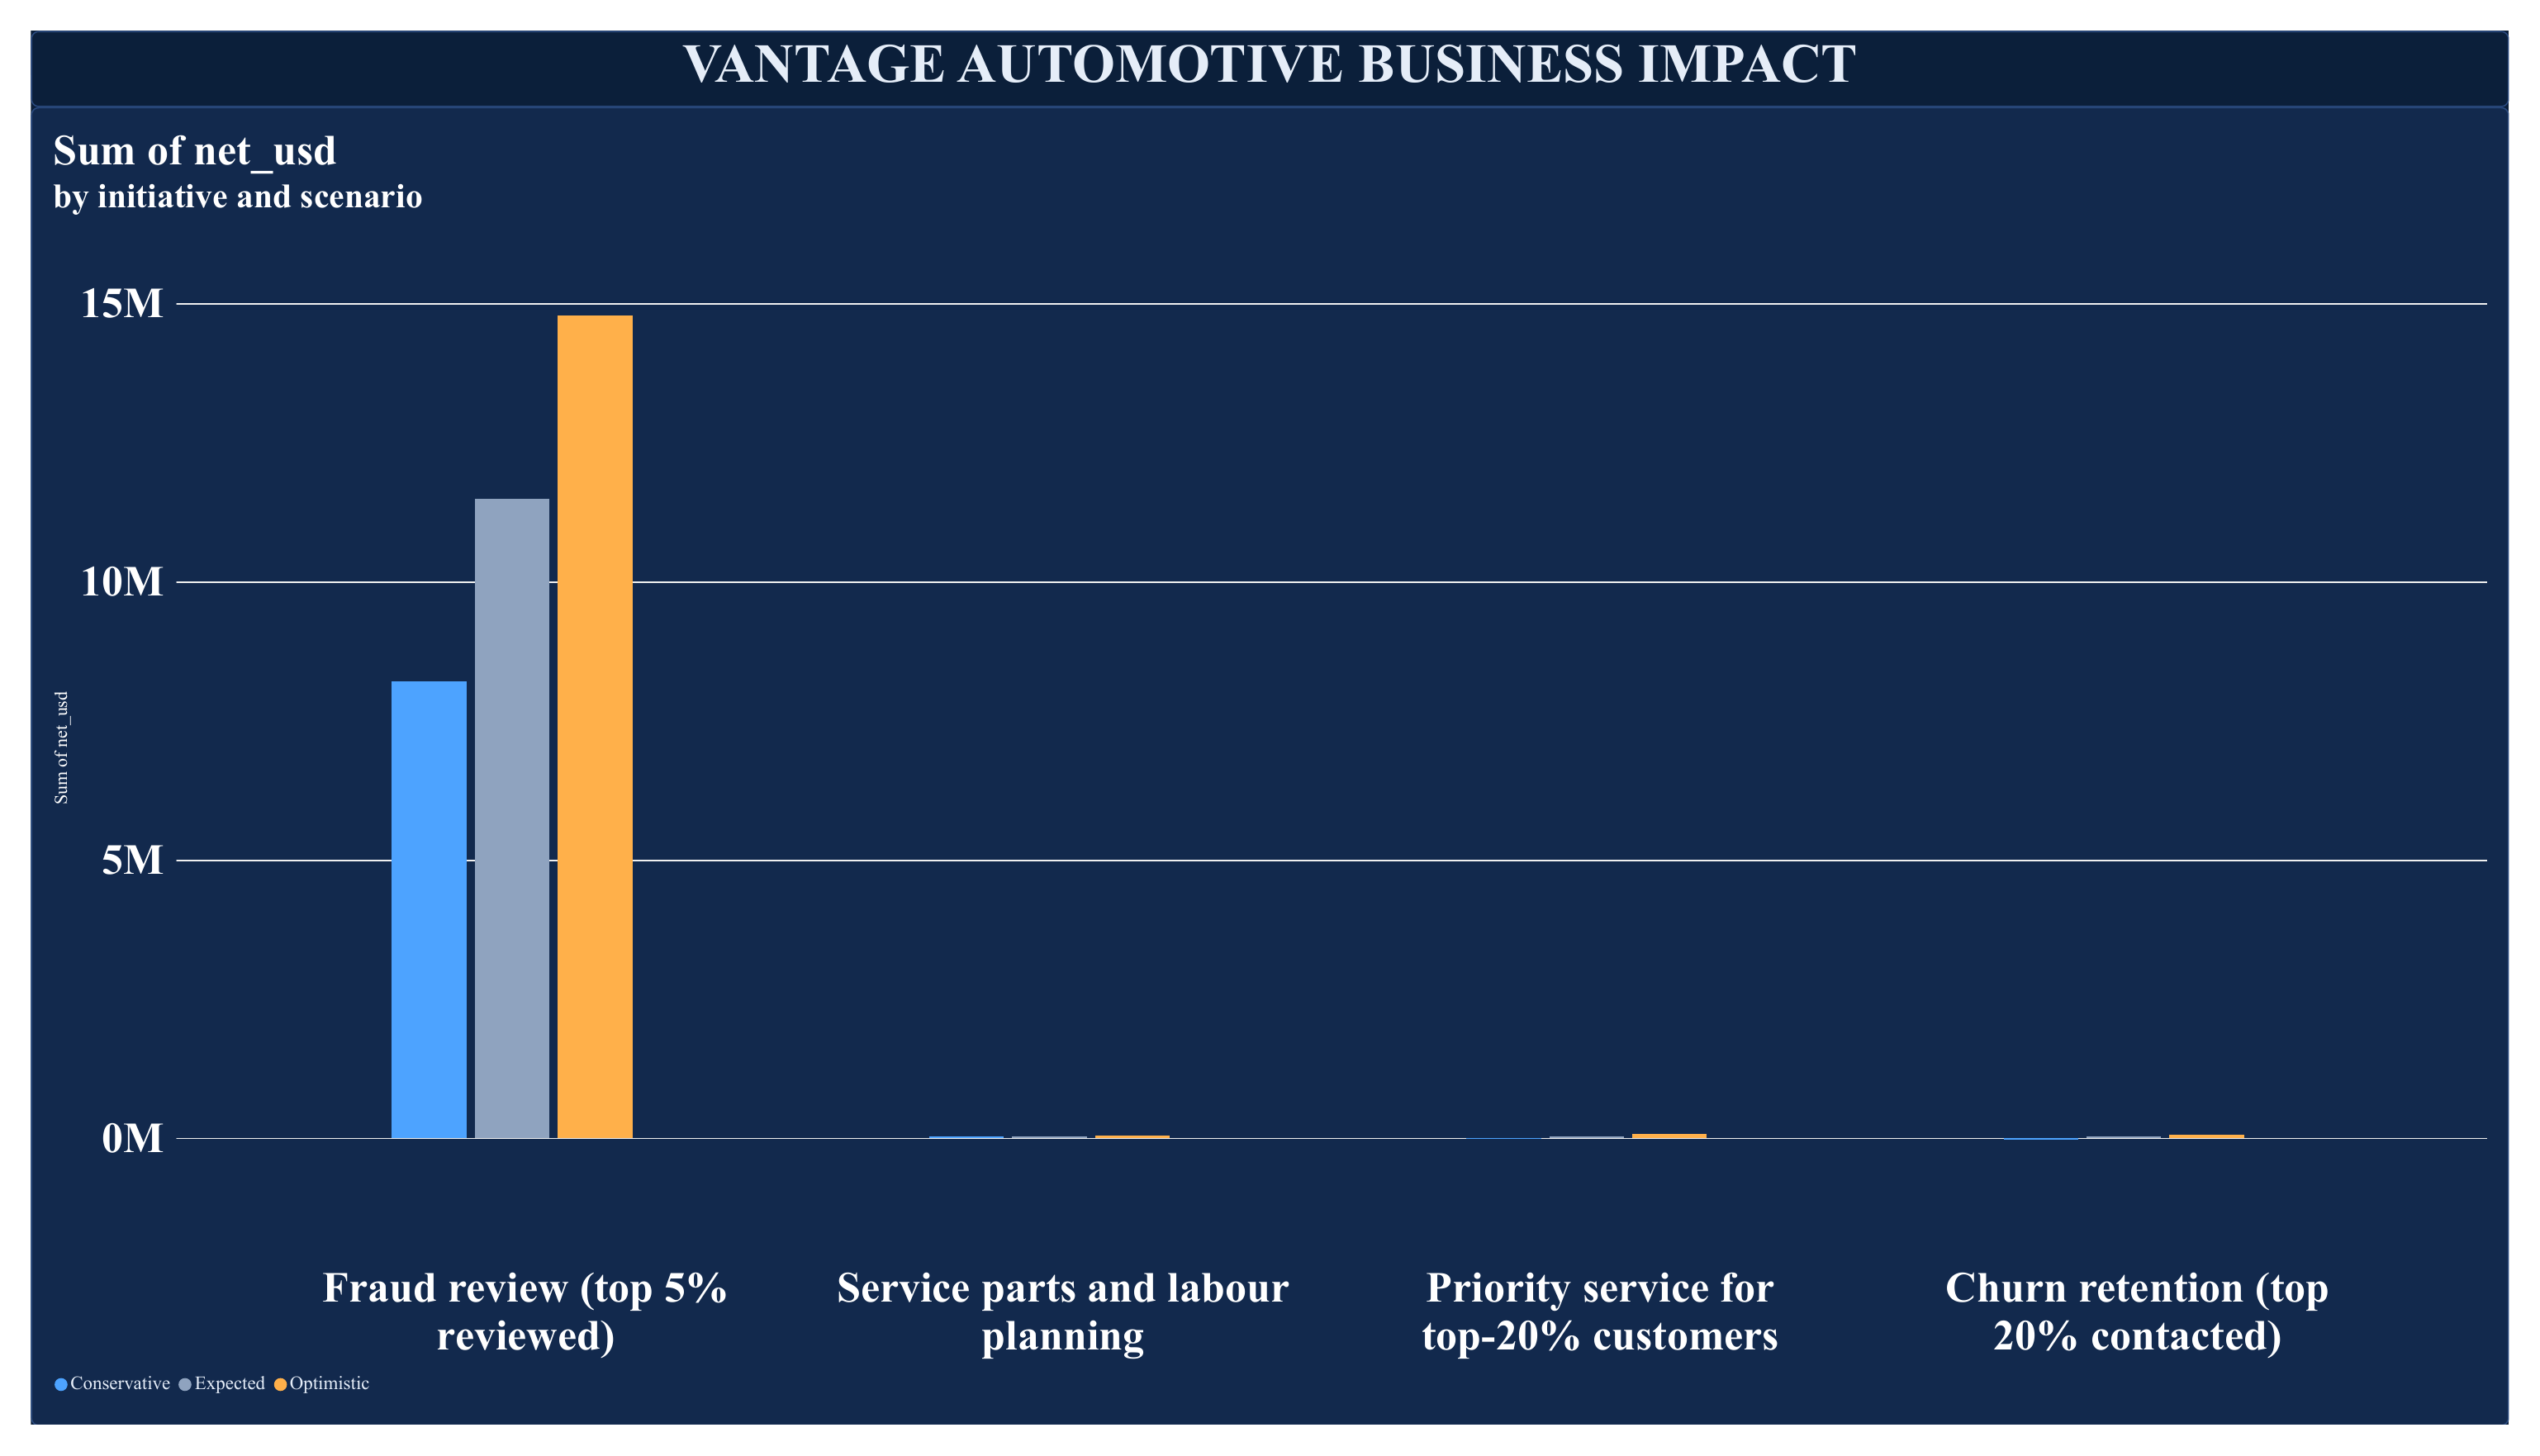 VANTAGE AUTOMOTIVE BUSINESS IMPACT
Sum of net_usd
by initiative and scenario
15M
10M
5M
0M
Sum of net_usd
Fraud review (top 5%
reviewed)
Service parts and labour
planning
Priority service for
top-20% customers
Churn retention (top
20% contacted)
Conservative Expected Optimistic